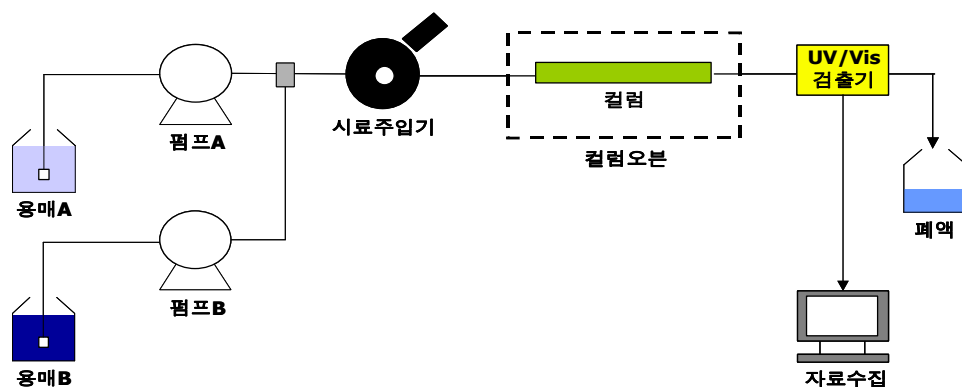 UV/Vis
검출기
컬럼
시료주입기
펌프A
컬럼오븐
용매A
폐액
펌프B
용매B
자료수집